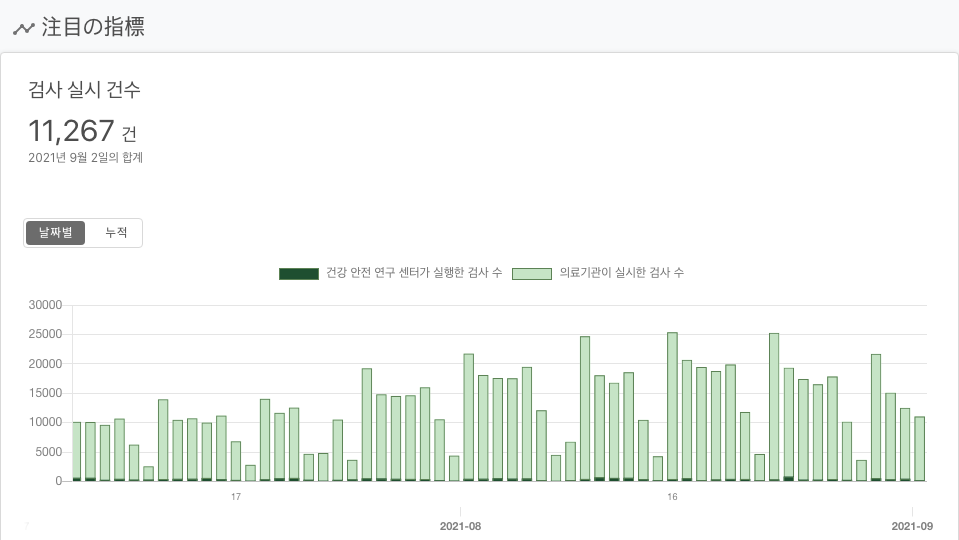 注目の指標
검사 실시 건수
11,267 건
2021년 9월 2일의 합계
날짜별 누적
건강 안전 연구 센터가 실행한 검사 수 의료기관이 실시한 검사 수
30000
25000
20000
15000
10000
5000
0
17 16
2021-08 2021-09